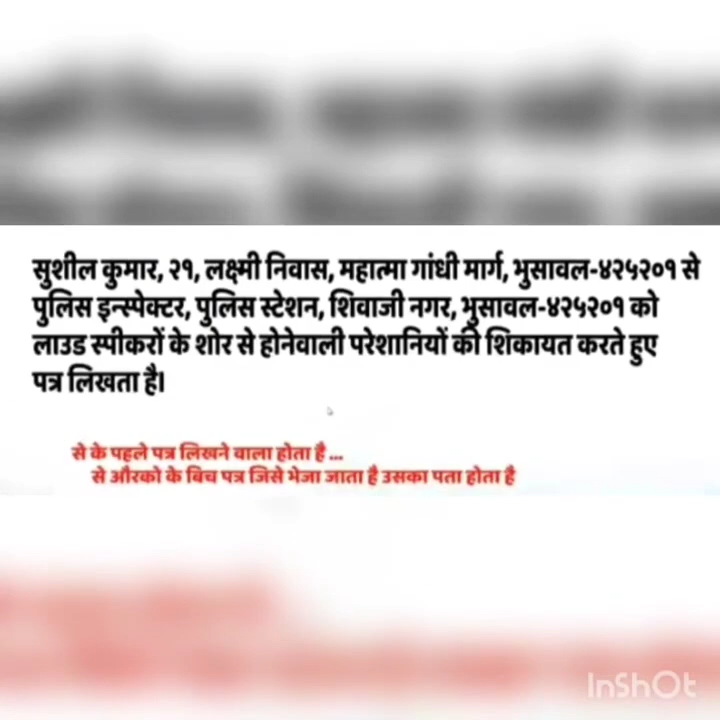 सुशील कुमार, २१, लक्ष्मी निवास, महात्मा गांधी मार्ग, भुसावल-४२५२०१ से
पुलिस इन्स्पेक्टर, पुलिस स्टेशन, शिवाजी नगर, भुसावल-४२५२०१ को
लाउड स्पीकरों के शोर से होनेवाली परेशानियों की शिकायत करते हुए
पत्र लिखता है।
से के पहले पत्र लिखने वाला होता है ...
से औरको के बिच पत्र जिसे भेजा जाता है उसका पता होता है
InShOt